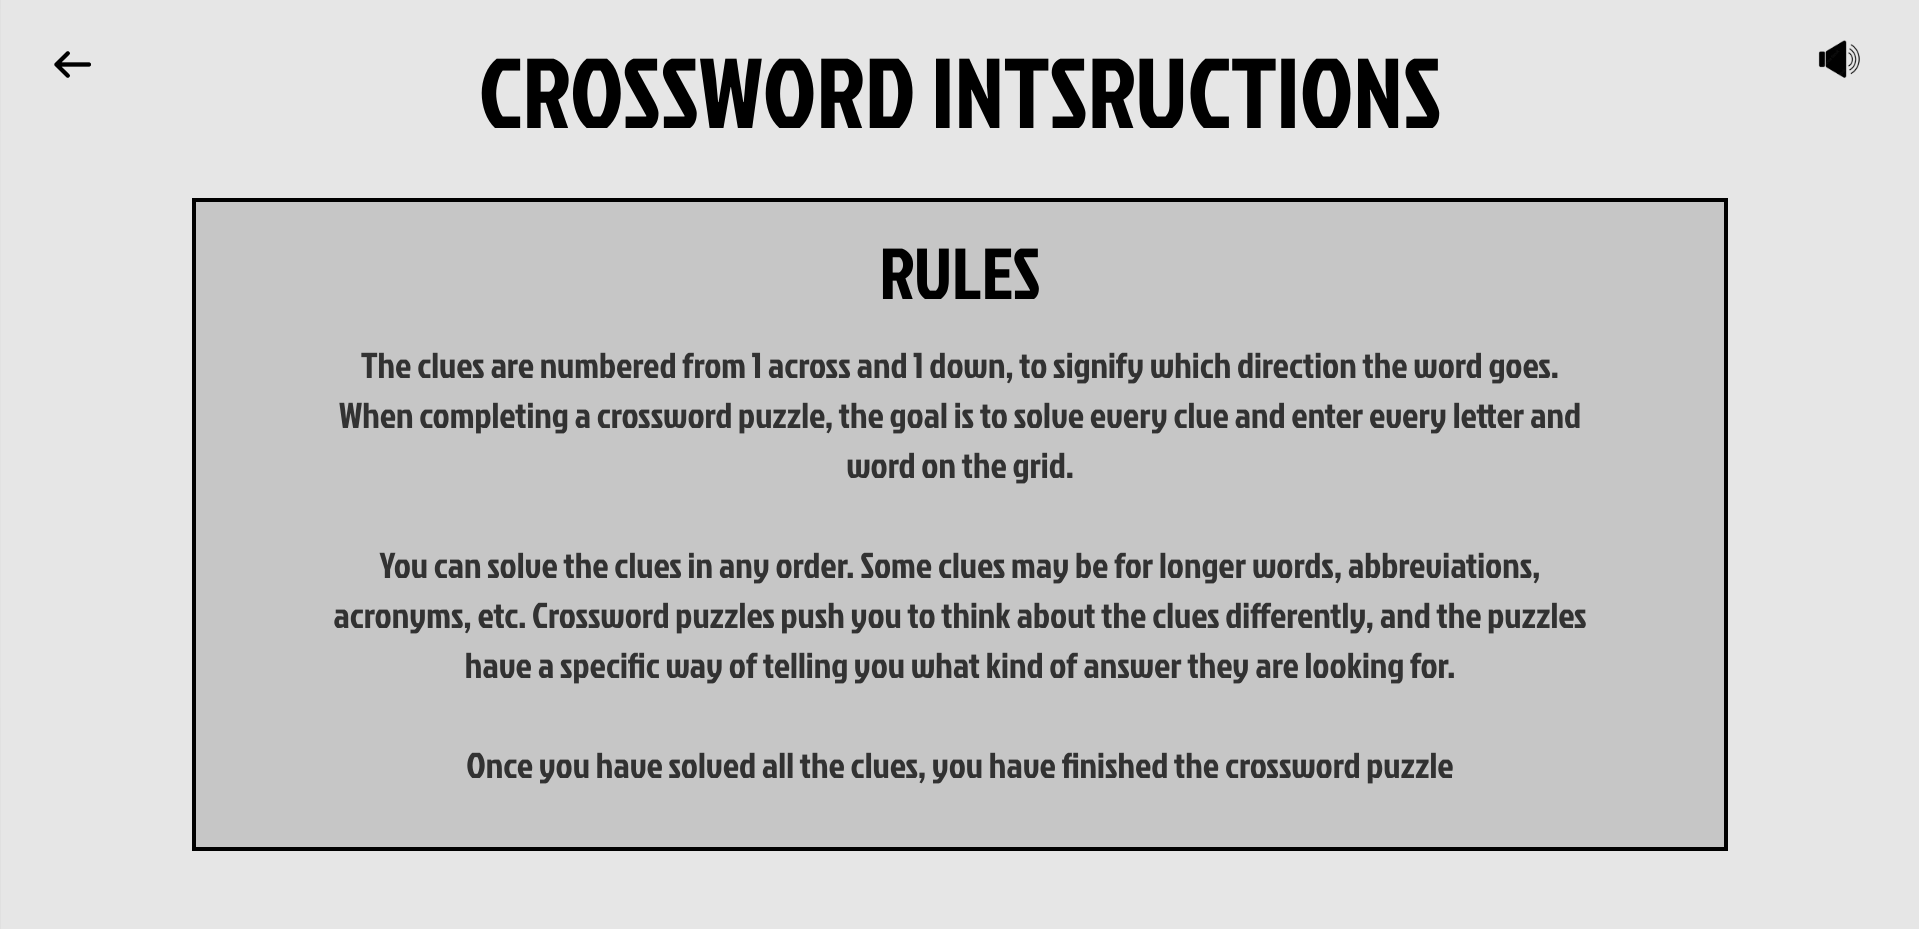 CROSSWORD INTSRUCTIONS
RULES
The clues are numbered from 1 across and 1 down, to signify which direction the word goes.
When completing a crossword puzzle, the goal is to solve every clue and enter every letter and
word on the grid.
You can solve the clues in any order. Some clues may be for longer words, abbreviations,
acronyms, etc. Crossword puzzles push you to think about the clues differently, and the puzzles
have a specific way of telling you what kind of answer they are looking for.
Once you have solved all the clues, you have finished the crossword puzzle